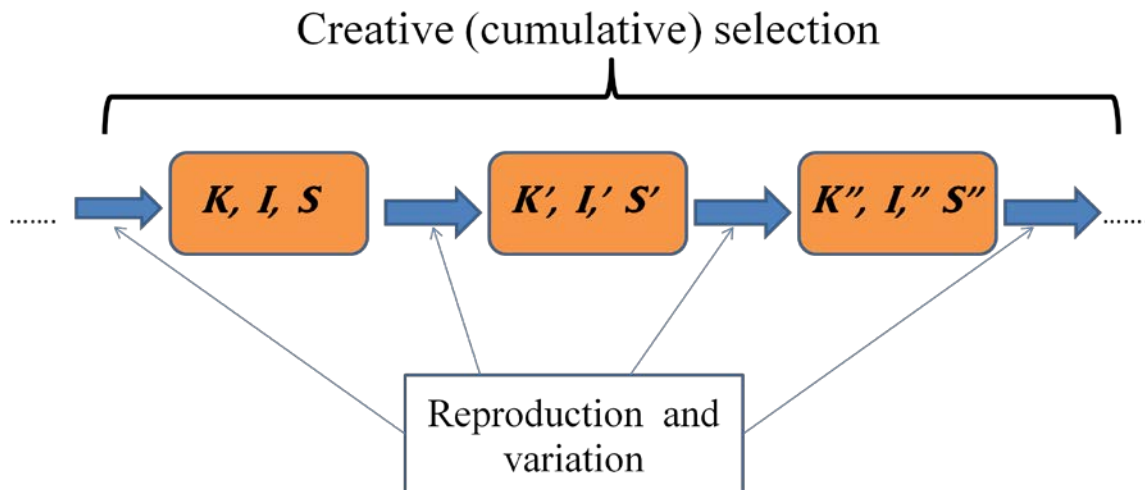 Creative (cumulative) selection
....... K, I, S K′, I,′ S′ K″, I,″ S″ ......
Reproduction and
variation